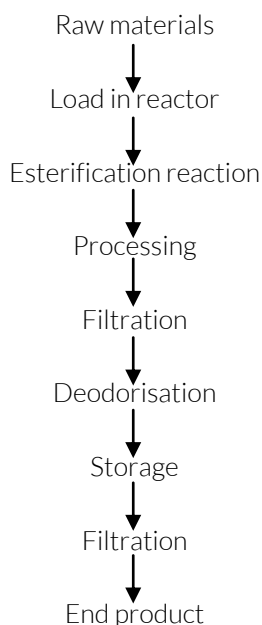 Raw materials
Load in reactor
Esterification reaction
Processing
Filtration
Deodorisation
Storage
Filtration
End product